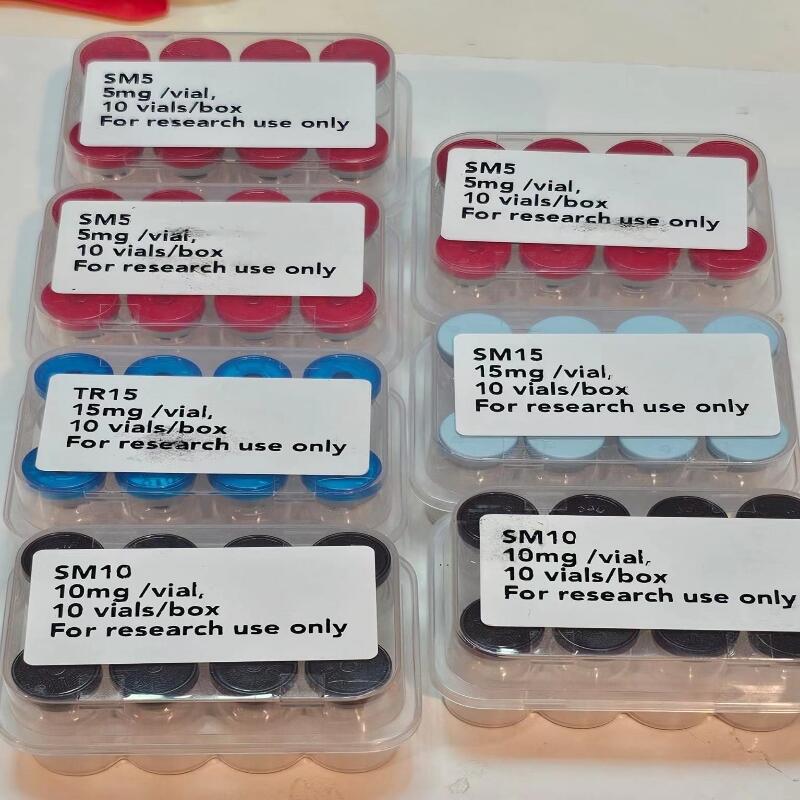 SM5
5mg /vial,
10 vials/box
For research use only
SM5
5mg /vial,
10 vials/box
For research use only
TR15
15mg /vial,
10 vials/box
For research use only
SM10
10mg /vial,
10 vials/box
For research use only
SM5
5mg /vial,
10 vials/box
For research use only
SM15
15mg /vial,
10 vials/box
For research use only
SM10
10mg /vial,
10 vials/box
For research use only